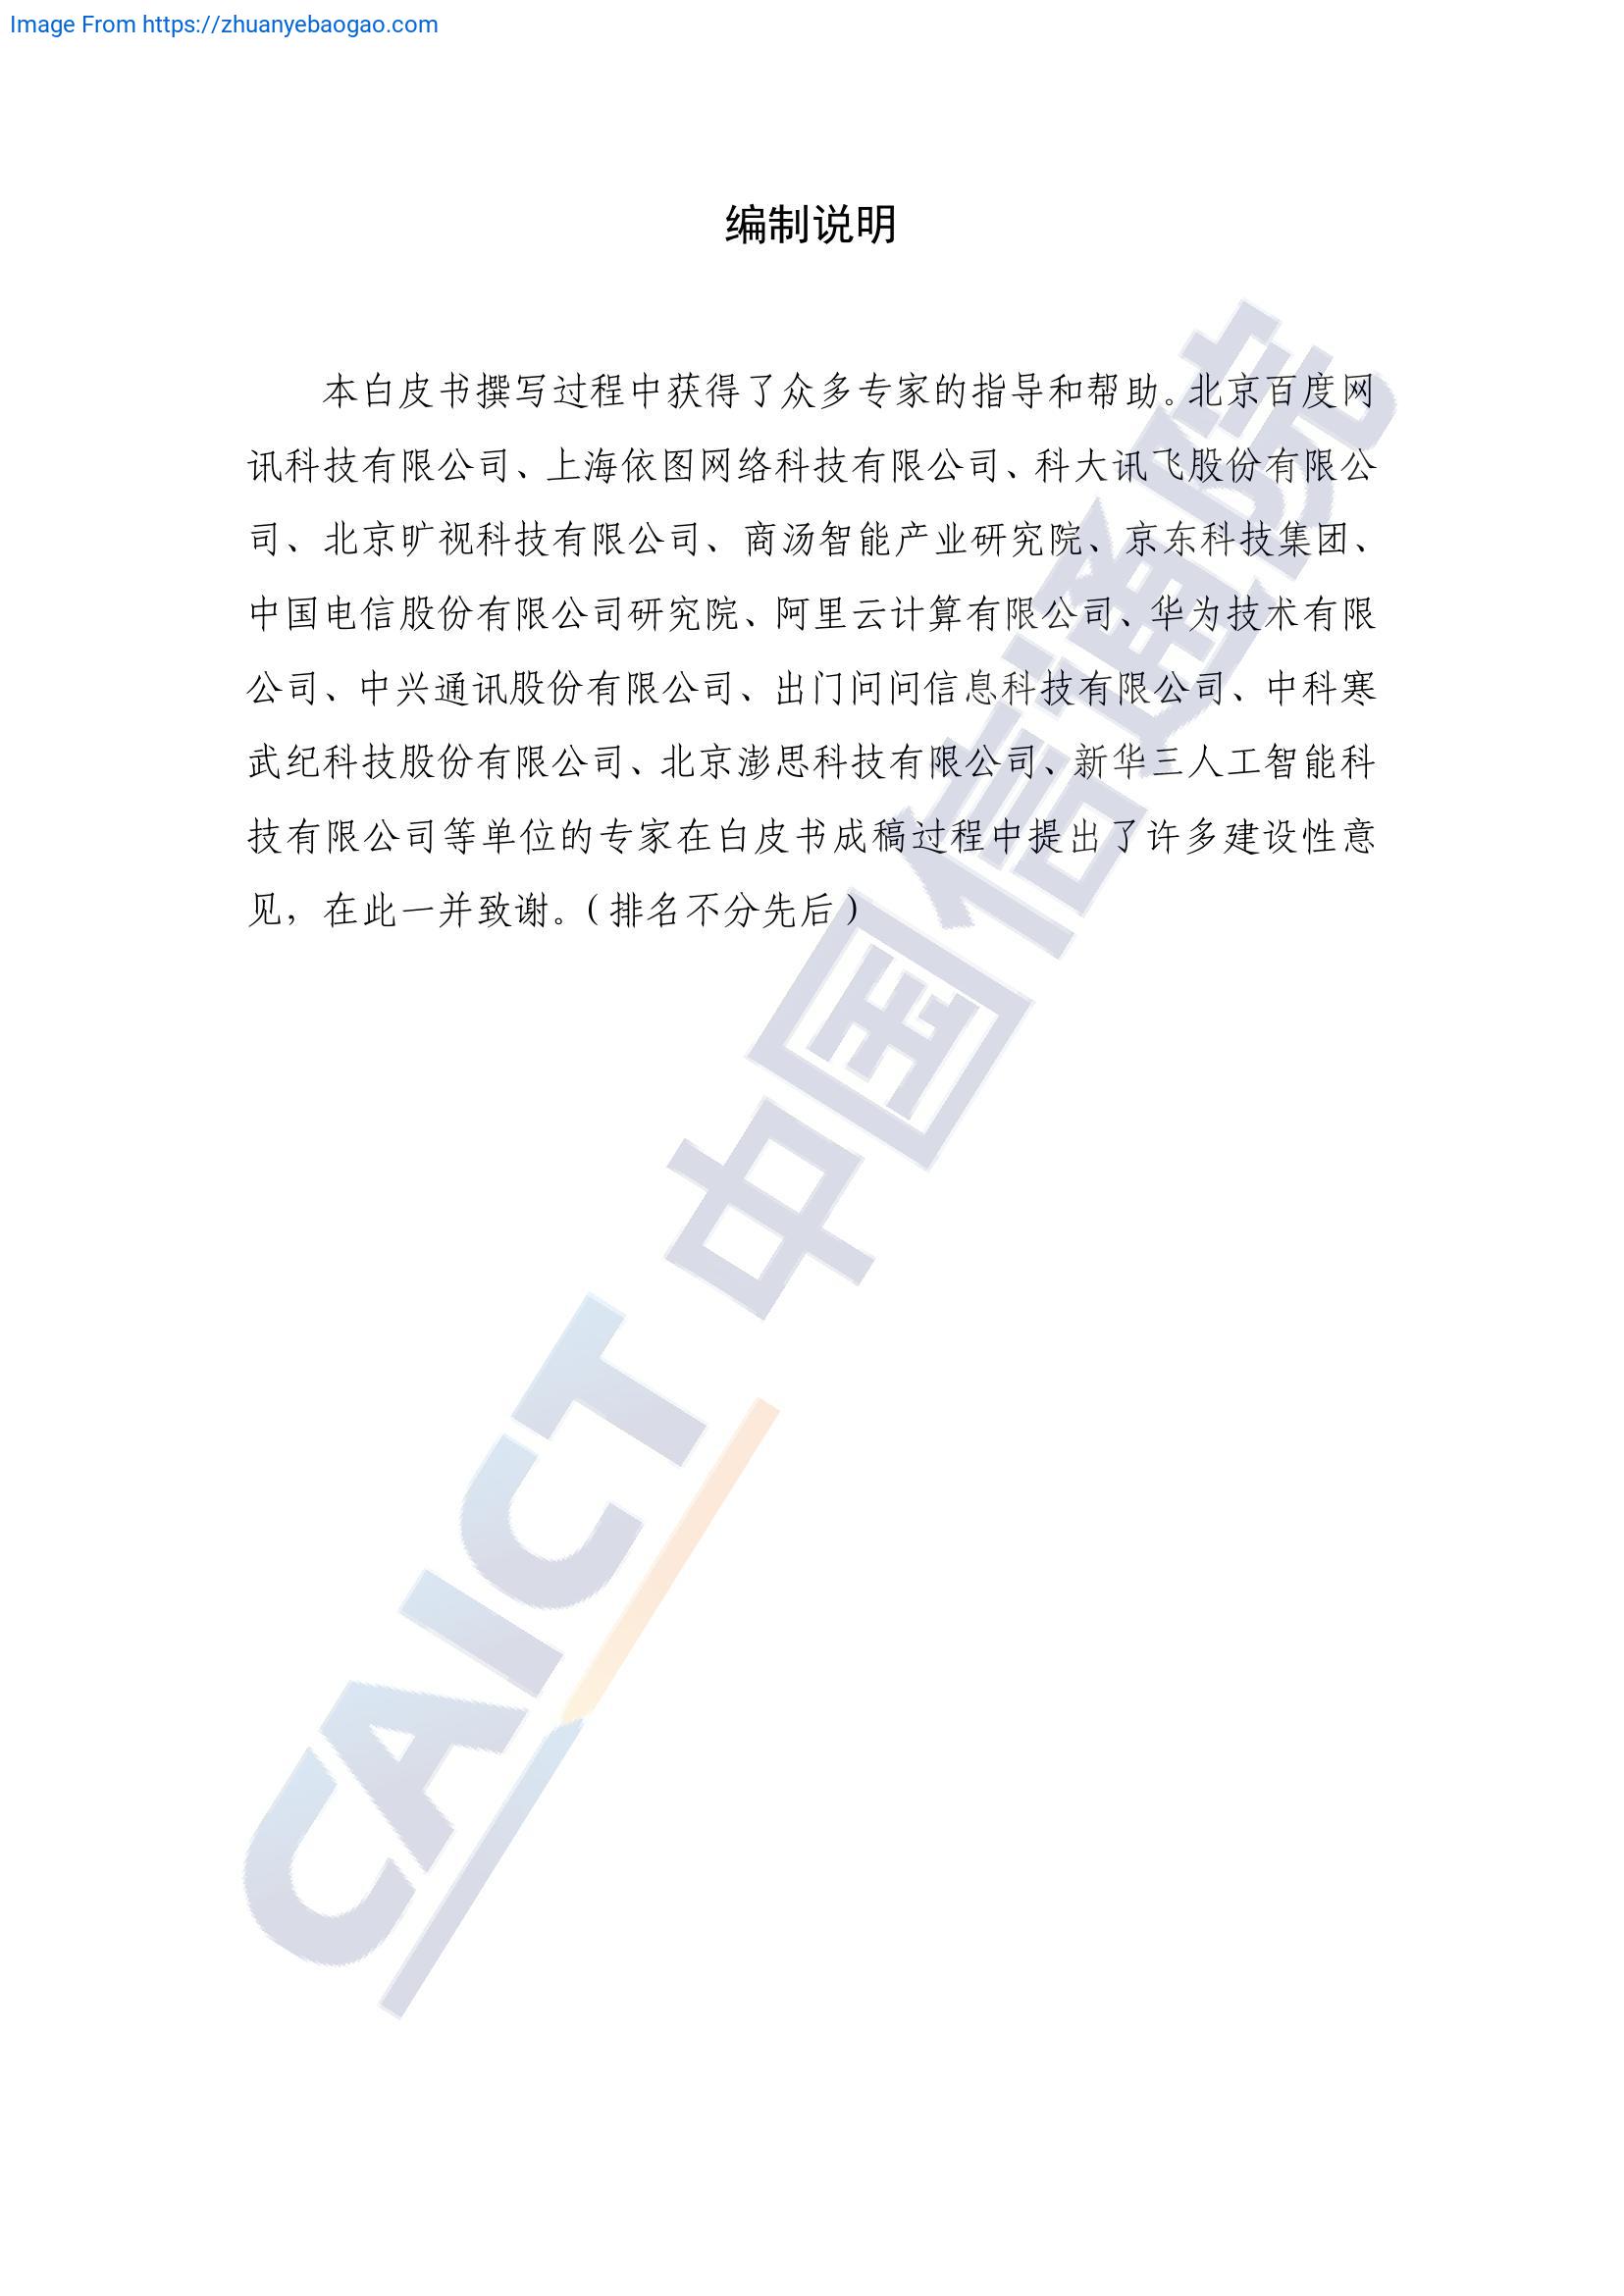 Image From https://zhuanyebaogao.com
编制说明
本白皮书撰写过程中获得了众多专家的指导和帮助。北京百度网
讯科技有限公司、上海依图网络科技有限公司、科大讯飞股份有限公
司、北京旷视科技有限公司、商汤智能产业研究院、京东科技集团、
中国电信股份有限公司研究院、阿里云计算有限公司、华为技术有限
公司、中兴通讯股份有限公司、出门问问信息科技有限公司、中科寒
武纪科技股份有限公司、北京澎思科技有限公司、新华三人工智能科
技有限公司等单位的专家在白皮书成稿过程中提出了许多建设性意
见，在此一并致谢。（排名不分先后）
CAICT 中国信通院